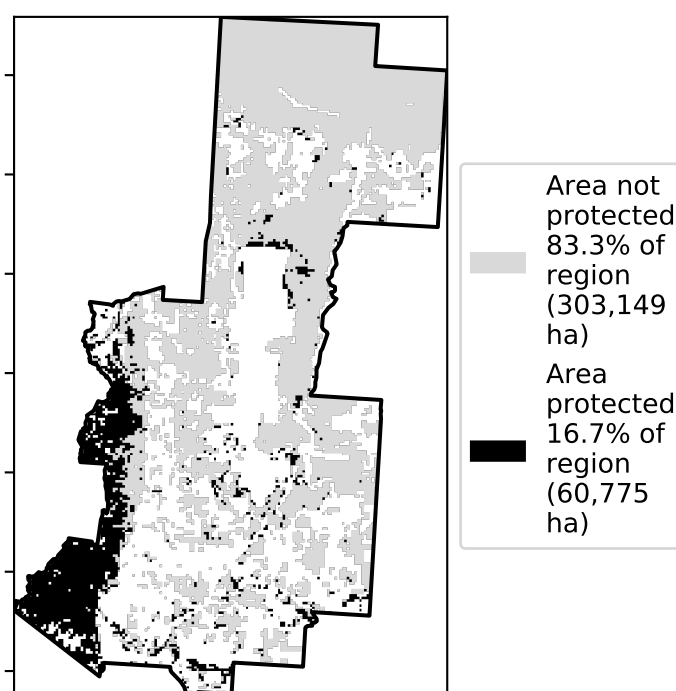 Area not
protected
83.3% of
region
(303,149
ha)
Area
protected
16.7% of
region
(60,775
ha)